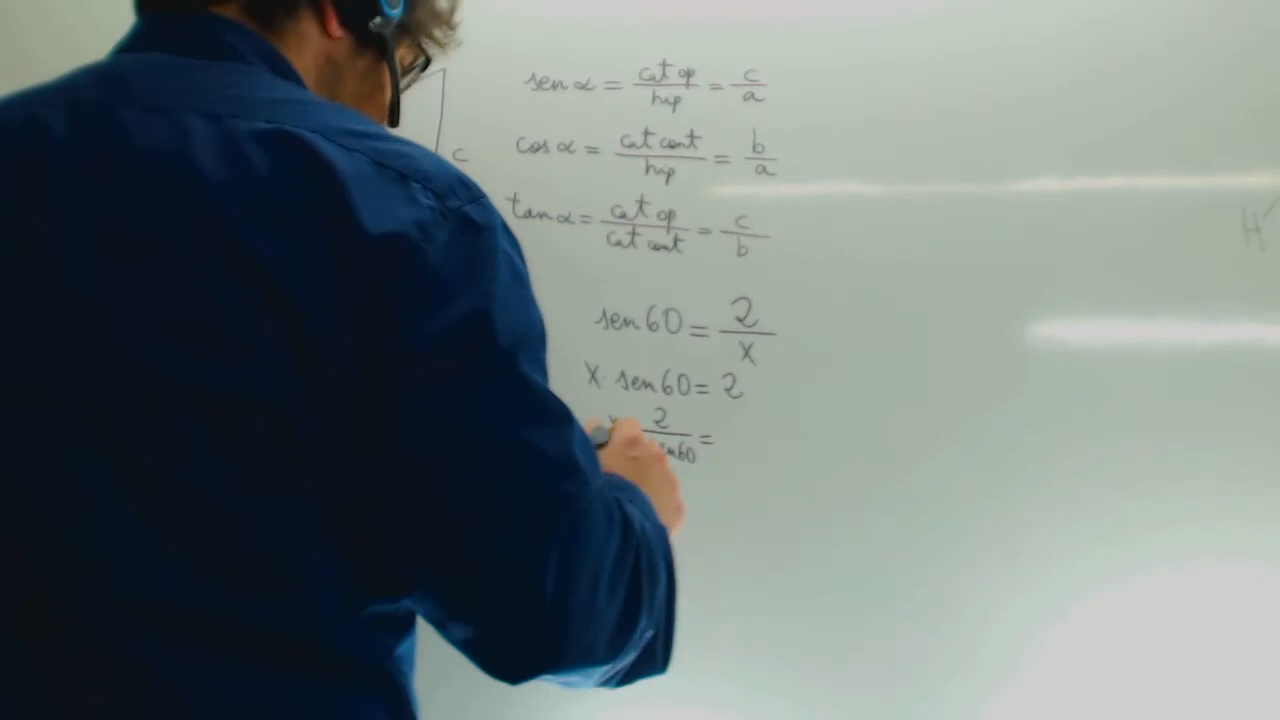 c
sen α = cat op / hip = c / a
cos α = cat cont / hip = b / a
tan α = cat op / cat cont = c / b
H
sen 60 = 2 / x
x · sen 60 = 2
2 / 60 =